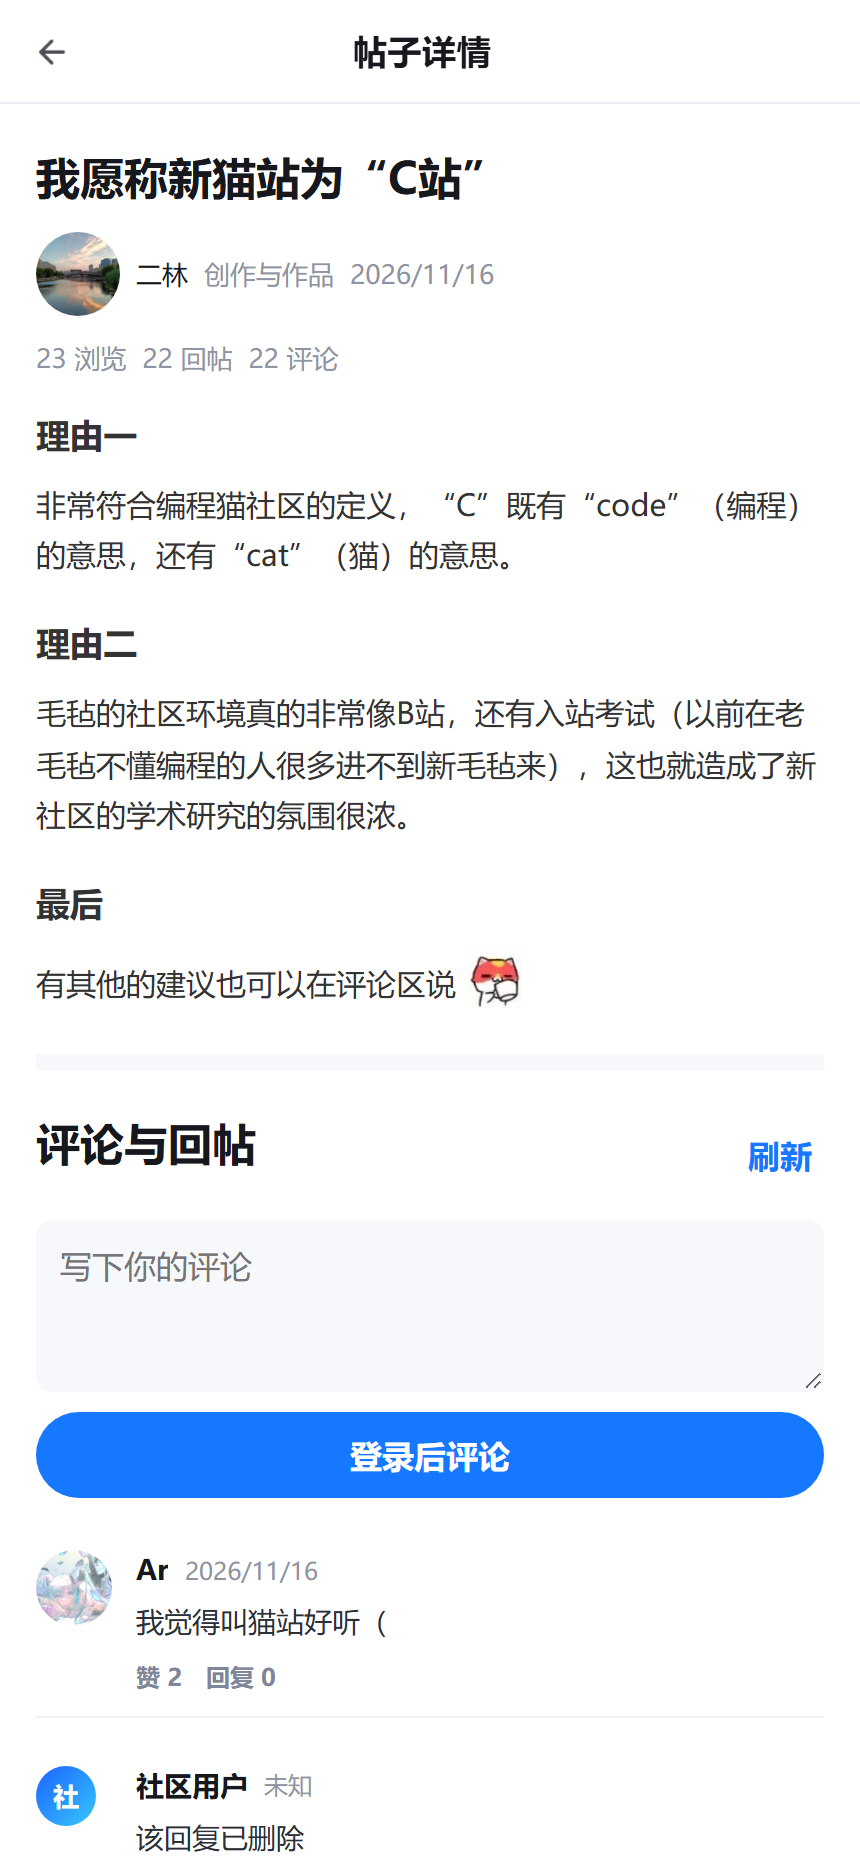 帖子详情
我愿称新猫站为“C站”
二林 创作与作品 2026/11/16
23 浏览 22 回帖 22 评论
理由一
非常符合编程猫社区的定义，“C”既有“code”（编程）
的意思，还有“cat”（猫）的意思。
理由二
毛毡的社区环境真的非常像B站，还有入站考试（以前在老
毛毡不懂编程的人很多进不到新毛毡来），这也就造成了新
社区的学术研究的氛围很浓。
最后
有其他的建议也可以在评论区说
评论与回帖
刷新
写下你的评论
登录后评论
Ar 2026/11/16
我觉得叫猫站好听（
赞 2 回复 0
社
社区用户 未知
该回复已删除